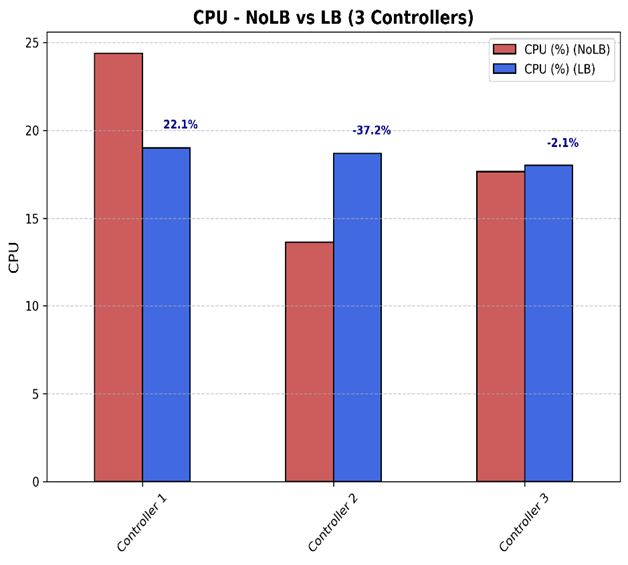 CPU - NoLB vs LB (3 Controllers)
CPU (%) (NoLB)
CPU (%) (LB)
25
20
15
10
5
0
CPU
22.1%
-37.2%
-2.1%
Controller 1
Controller 2
Controller 3